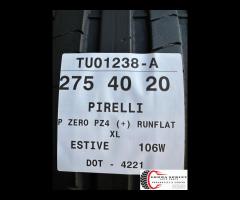 TU01238-A
275 40 20
PIRELLI
P ZERO PZ4 (+) RUNFLAT
XL
ESTIVE 106W
DOT - 4221